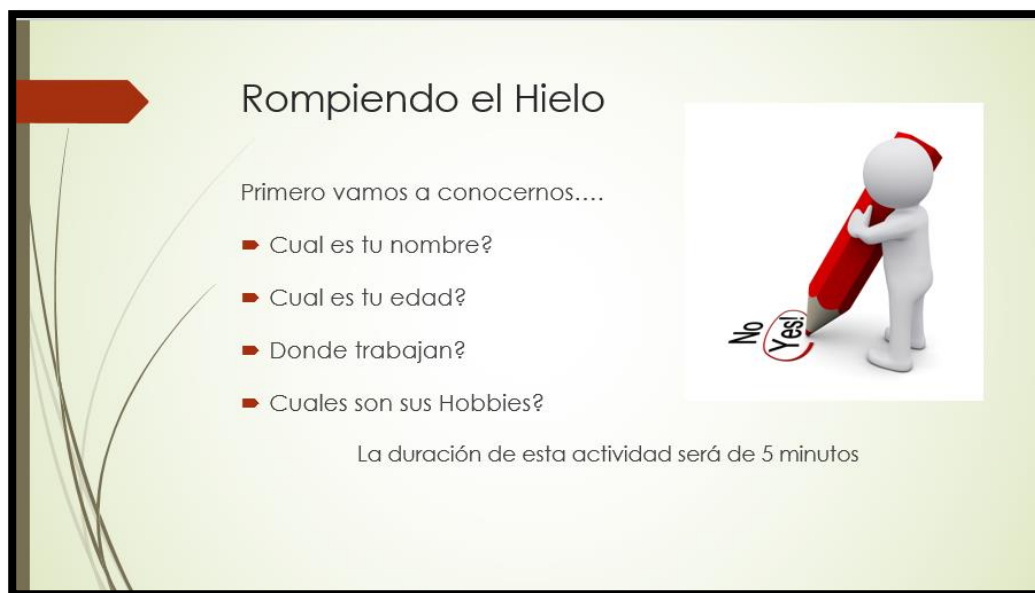 Rompiendo el Hielo
Primero vamos a conocernos....
Cual es tu nombre?
Cual es tu edad?
Donde trabajan?
Cuales son sus Hobbies?
La duración de esta actividad será de 5 minutos
No
Yes!